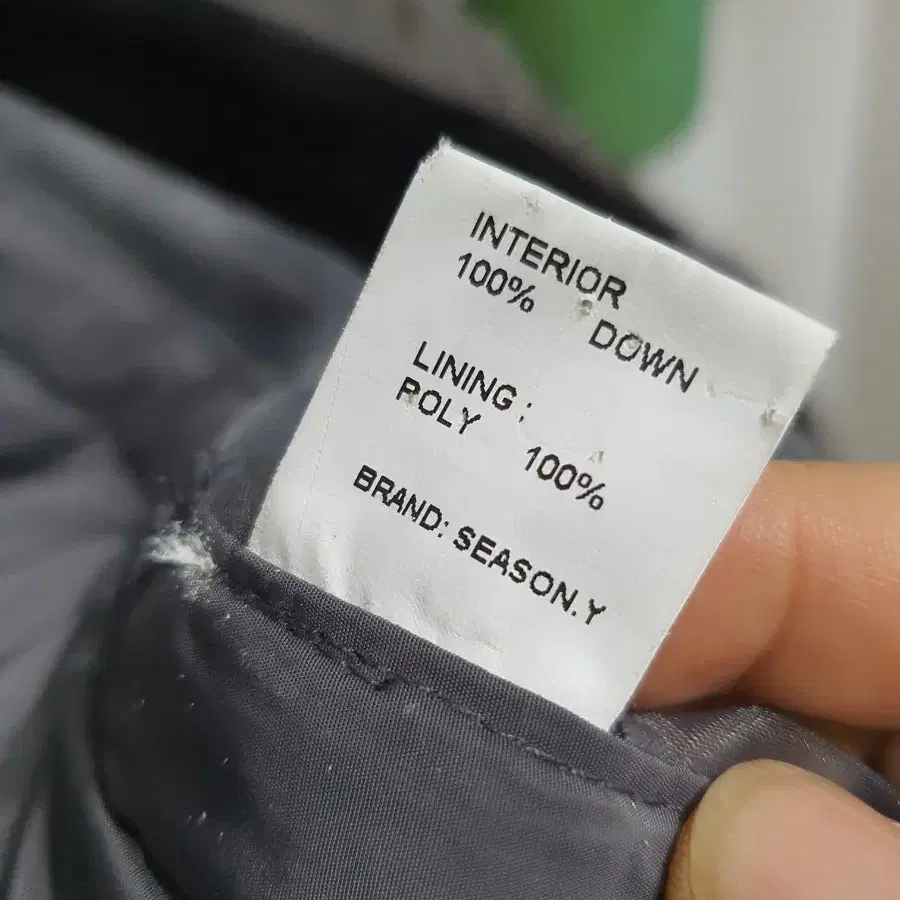 INTERIOR
100% DOWN
LINING ;
POLY 100%
BRAND: SEASON.Y